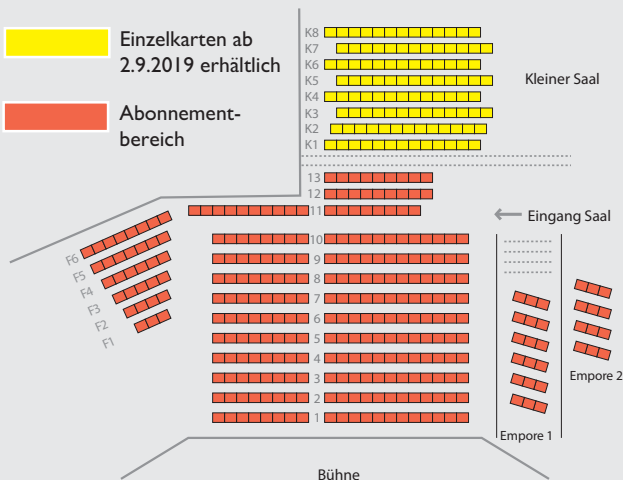 Einzelkarten ab
2.9.2019 erhältlich
Abonnement-
bereich
K8
K7
K6
K5
K4
K3
K2
K1
Kleiner Saal
13
12
11
Eingang Saal
10
9
8
7
6
5
4
3
2
1
F6
F5
F4
F3
F2
F1
Empore 2
Empore 1
Bühne